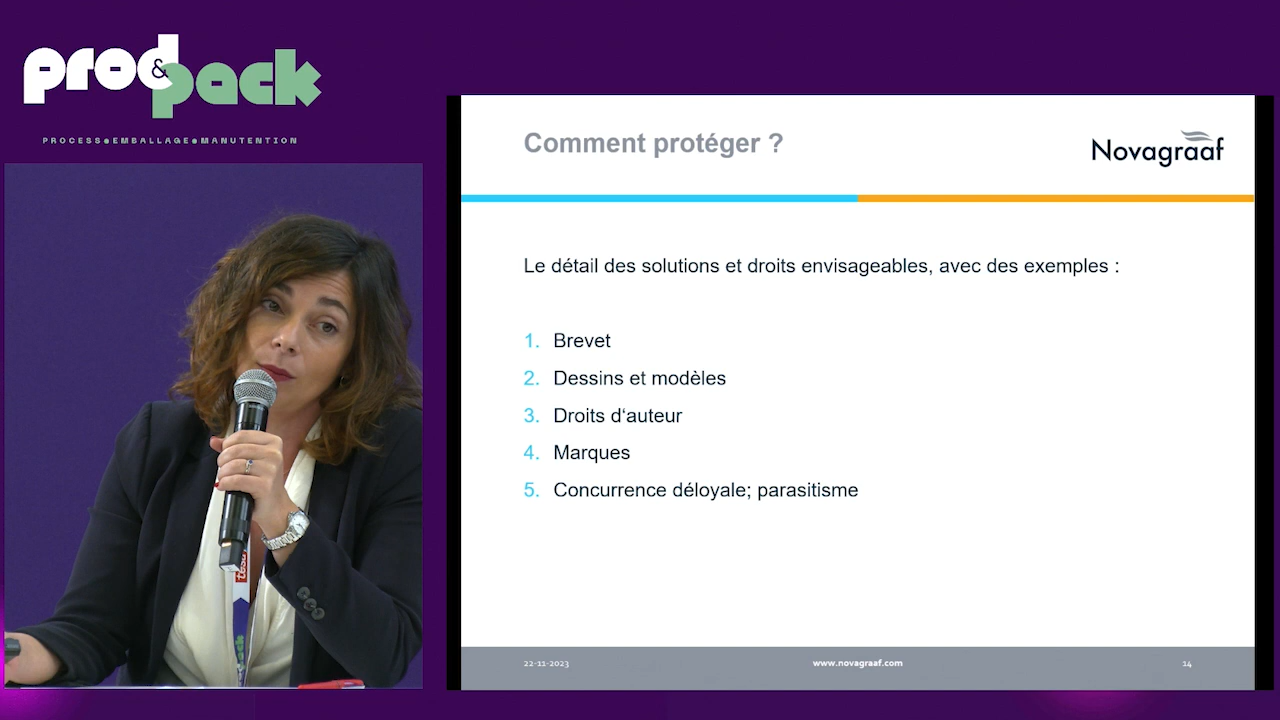 prod&pack
PROCESS●EMBALLAGE●MANUTENTION
Comment protéger ?
Novagraaf
Le détail des solutions et droits envisageables, avec des exemples :
1. Brevet
2. Dessins et modèles
3. Droits d‘auteur
4. Marques
5. Concurrence déloyale; parasitisme
22-11-2023
www.novagraaf.com
14
tesa
pack